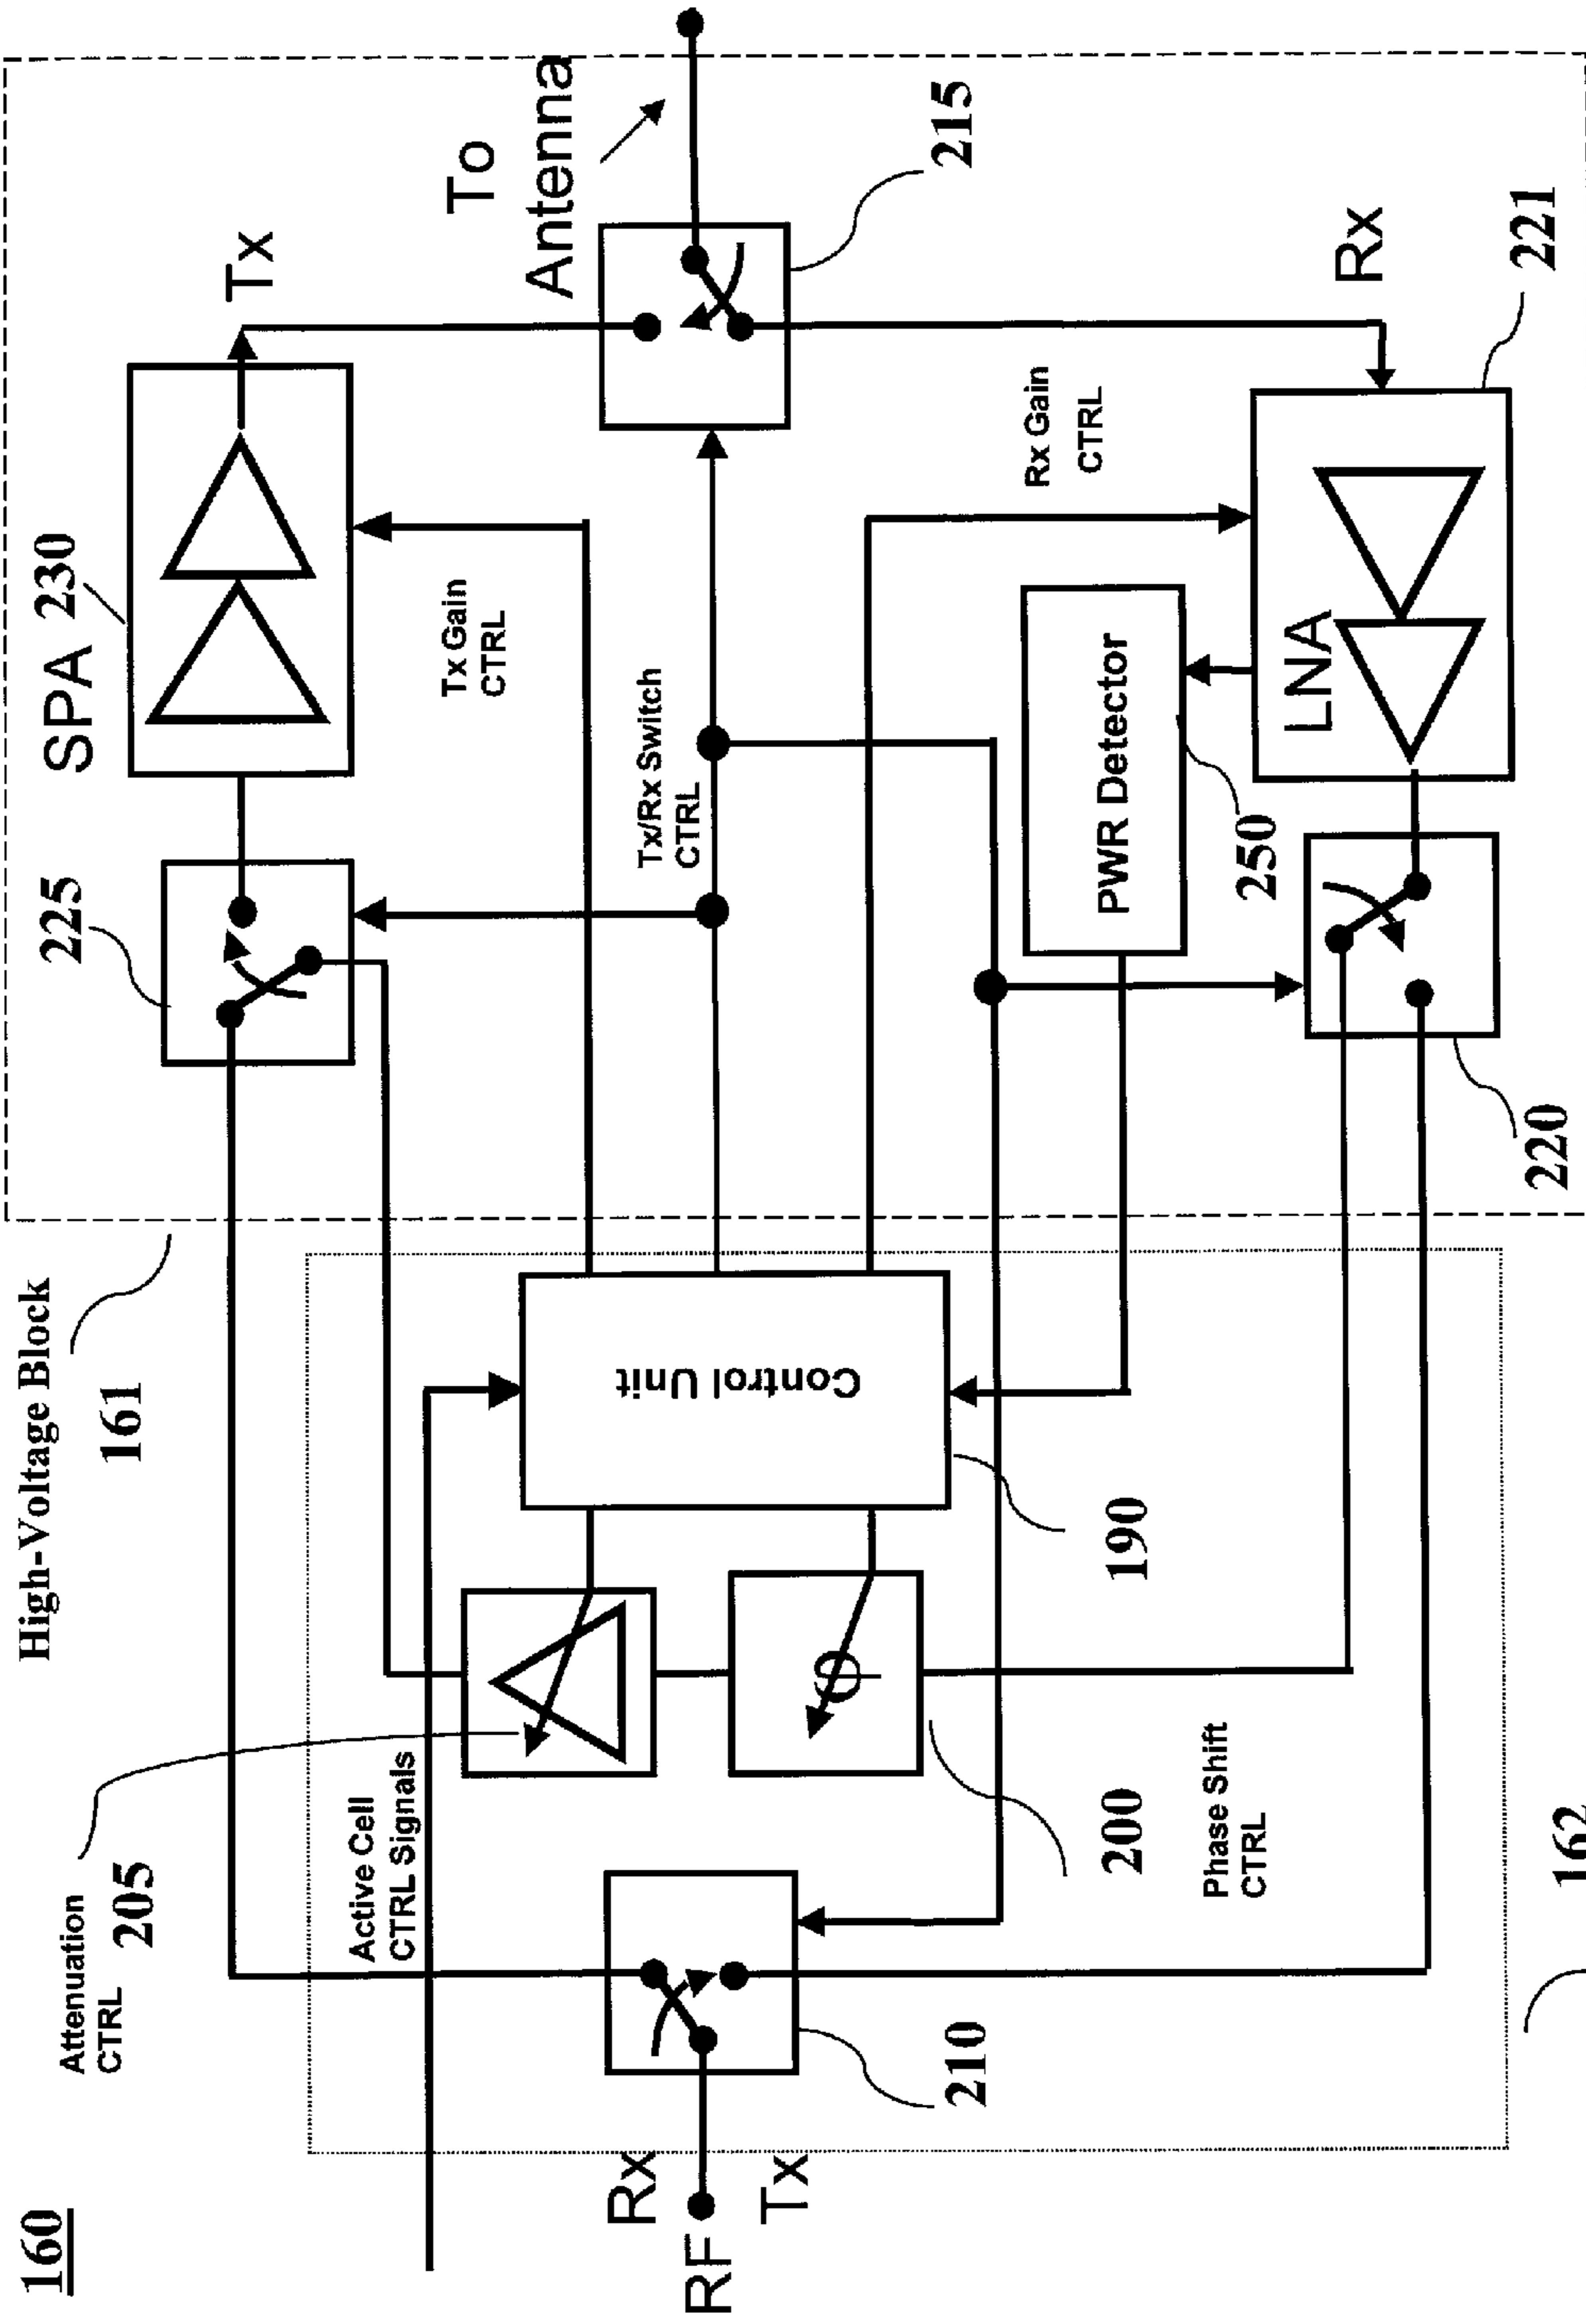 160
High-Voltage Block
161
Attenuation
CTRL
205
225
SPA 230
Tx
Active Cell
CTRL Signals
Tx Gain
CTRL
To
Antenna
Control Unit
Tx/Rx Switch
CTRL
215
Rx
RF
Tx
210
190
200
Phase Shift
CTRL
PWR Detector
250
Rx Gain
CTRL
LNA
Rx
221
220
162